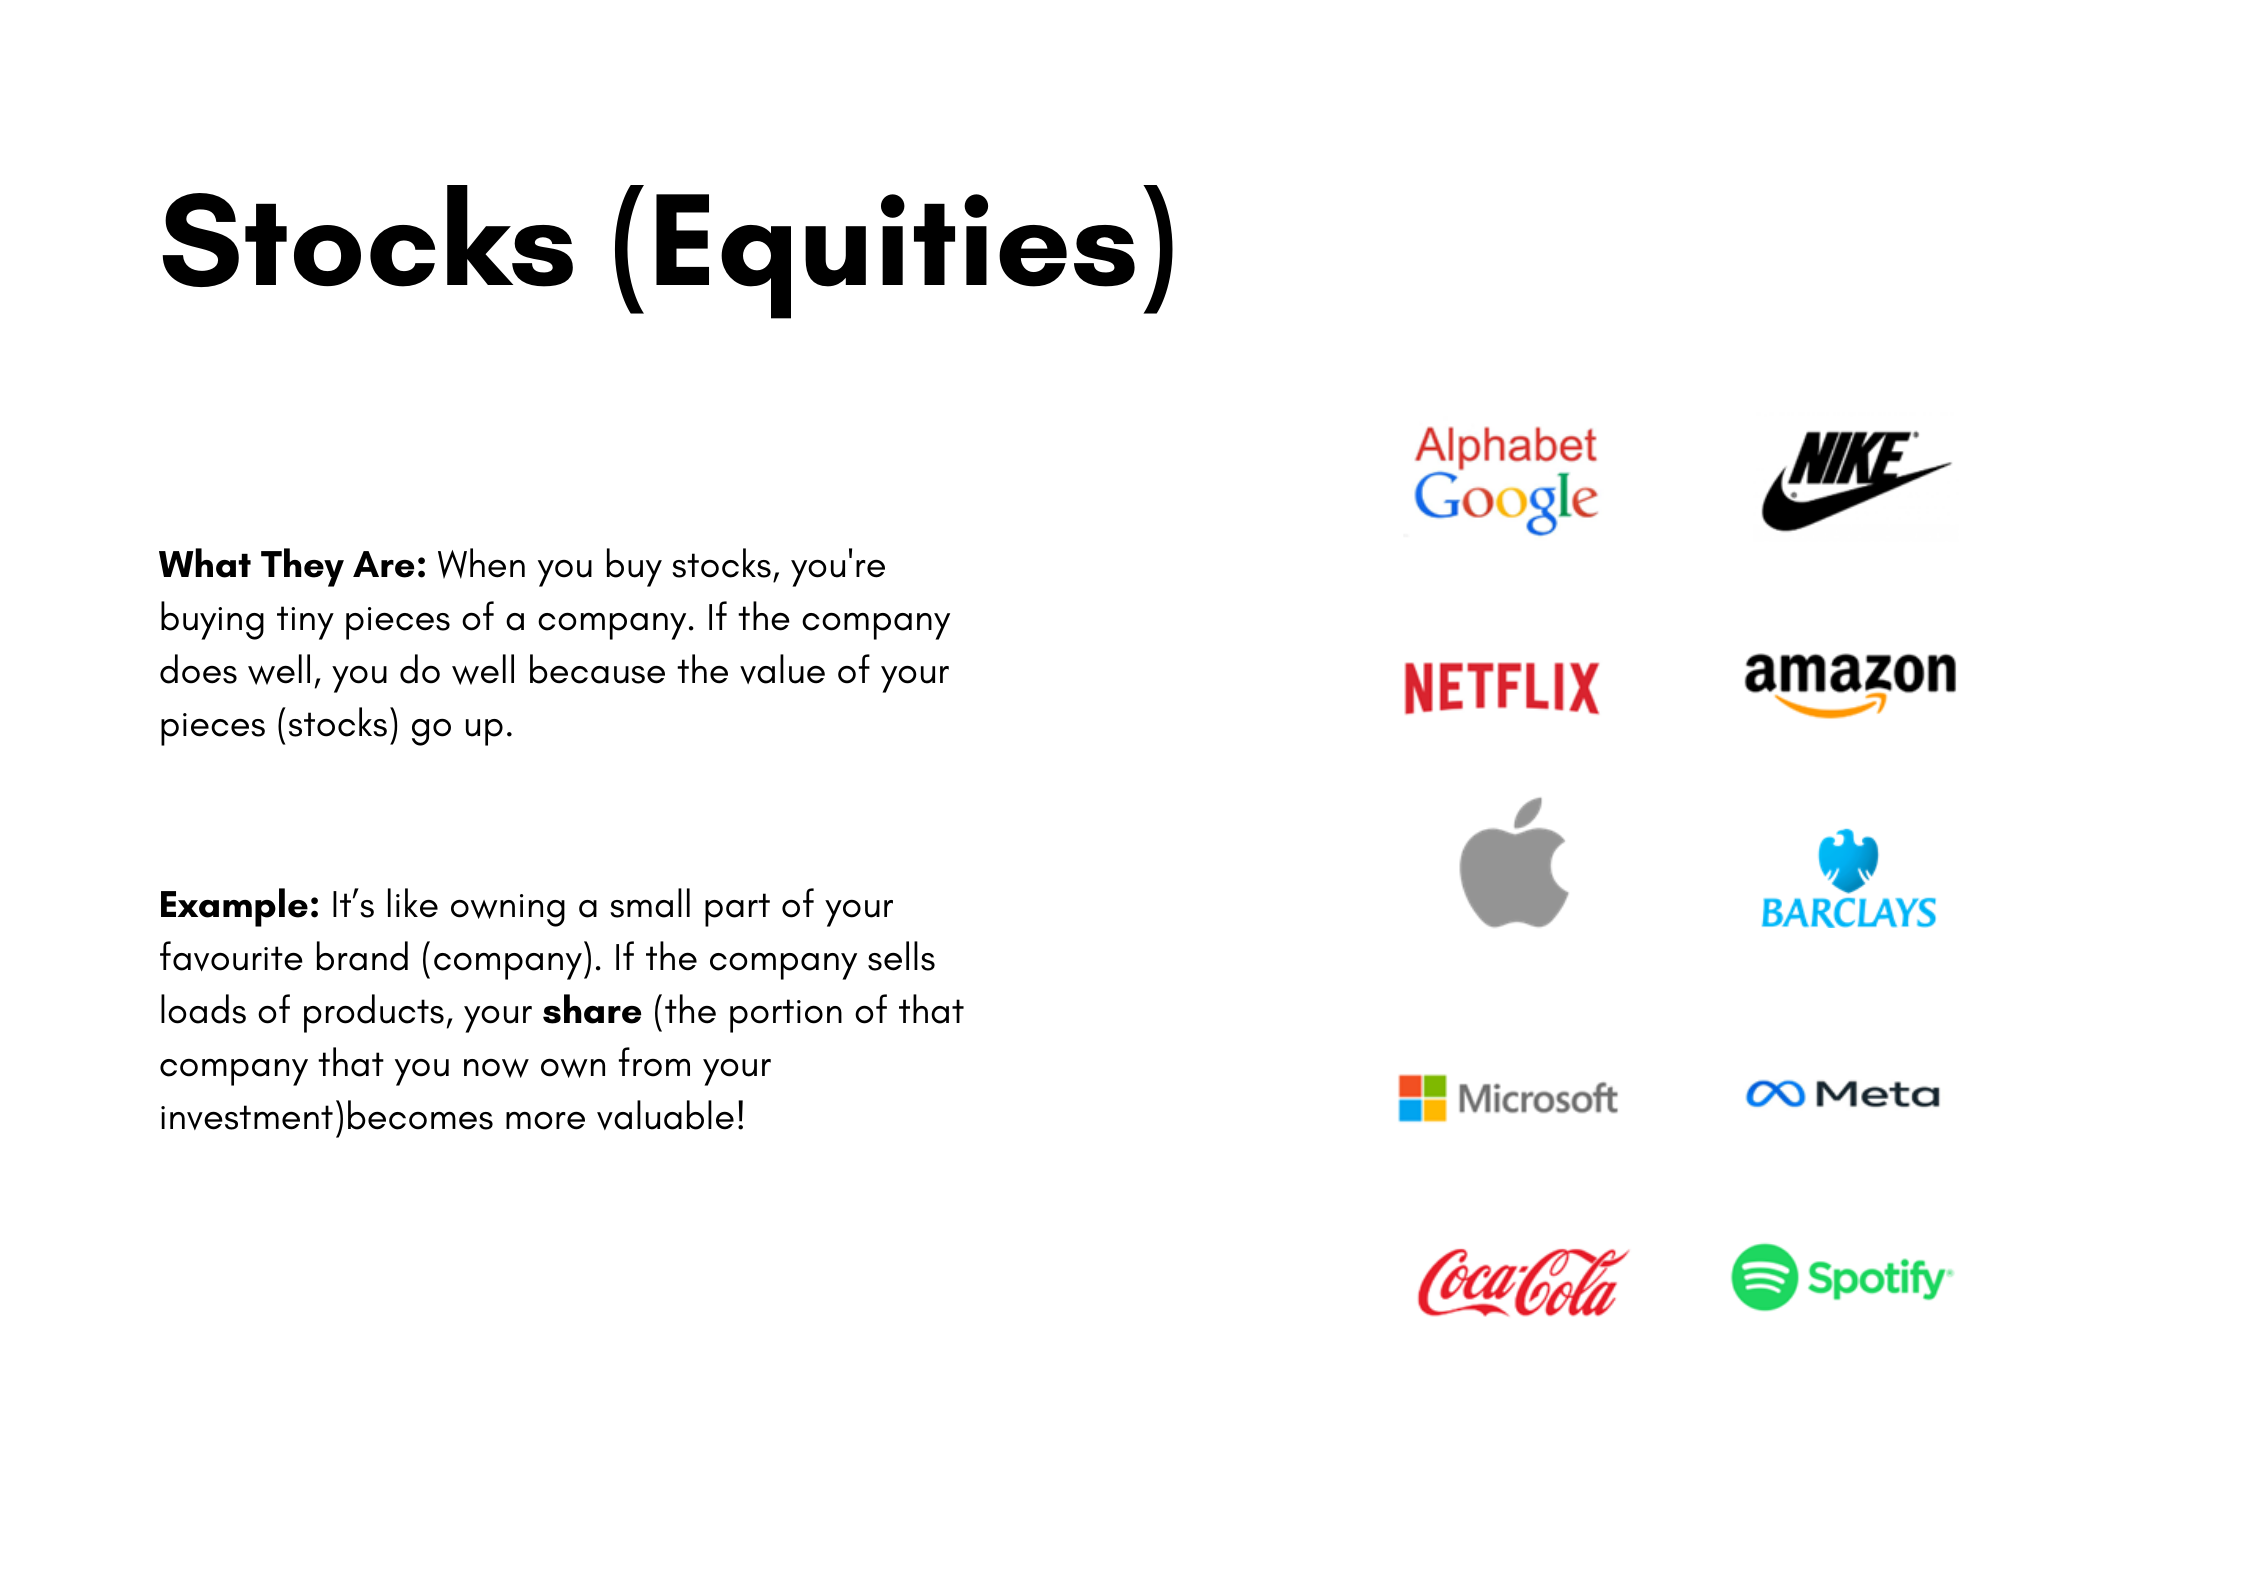 Stocks (Equities)
What They Are: When you buy stocks, you're
buying tiny pieces of a company. If the company
does well, you do well because the value of your
pieces (stocks) go up.
Example: It’s like owning a small part of your
favourite brand (company). If the company sells
loads of products, your share (the portion of that
company that you now own from your
investment)becomes more valuable!
Alphabet
Google
NIKE
NETFLIX
amazon
BARCLAYS
Microsoft
Meta
Coca-Cola
Spotify